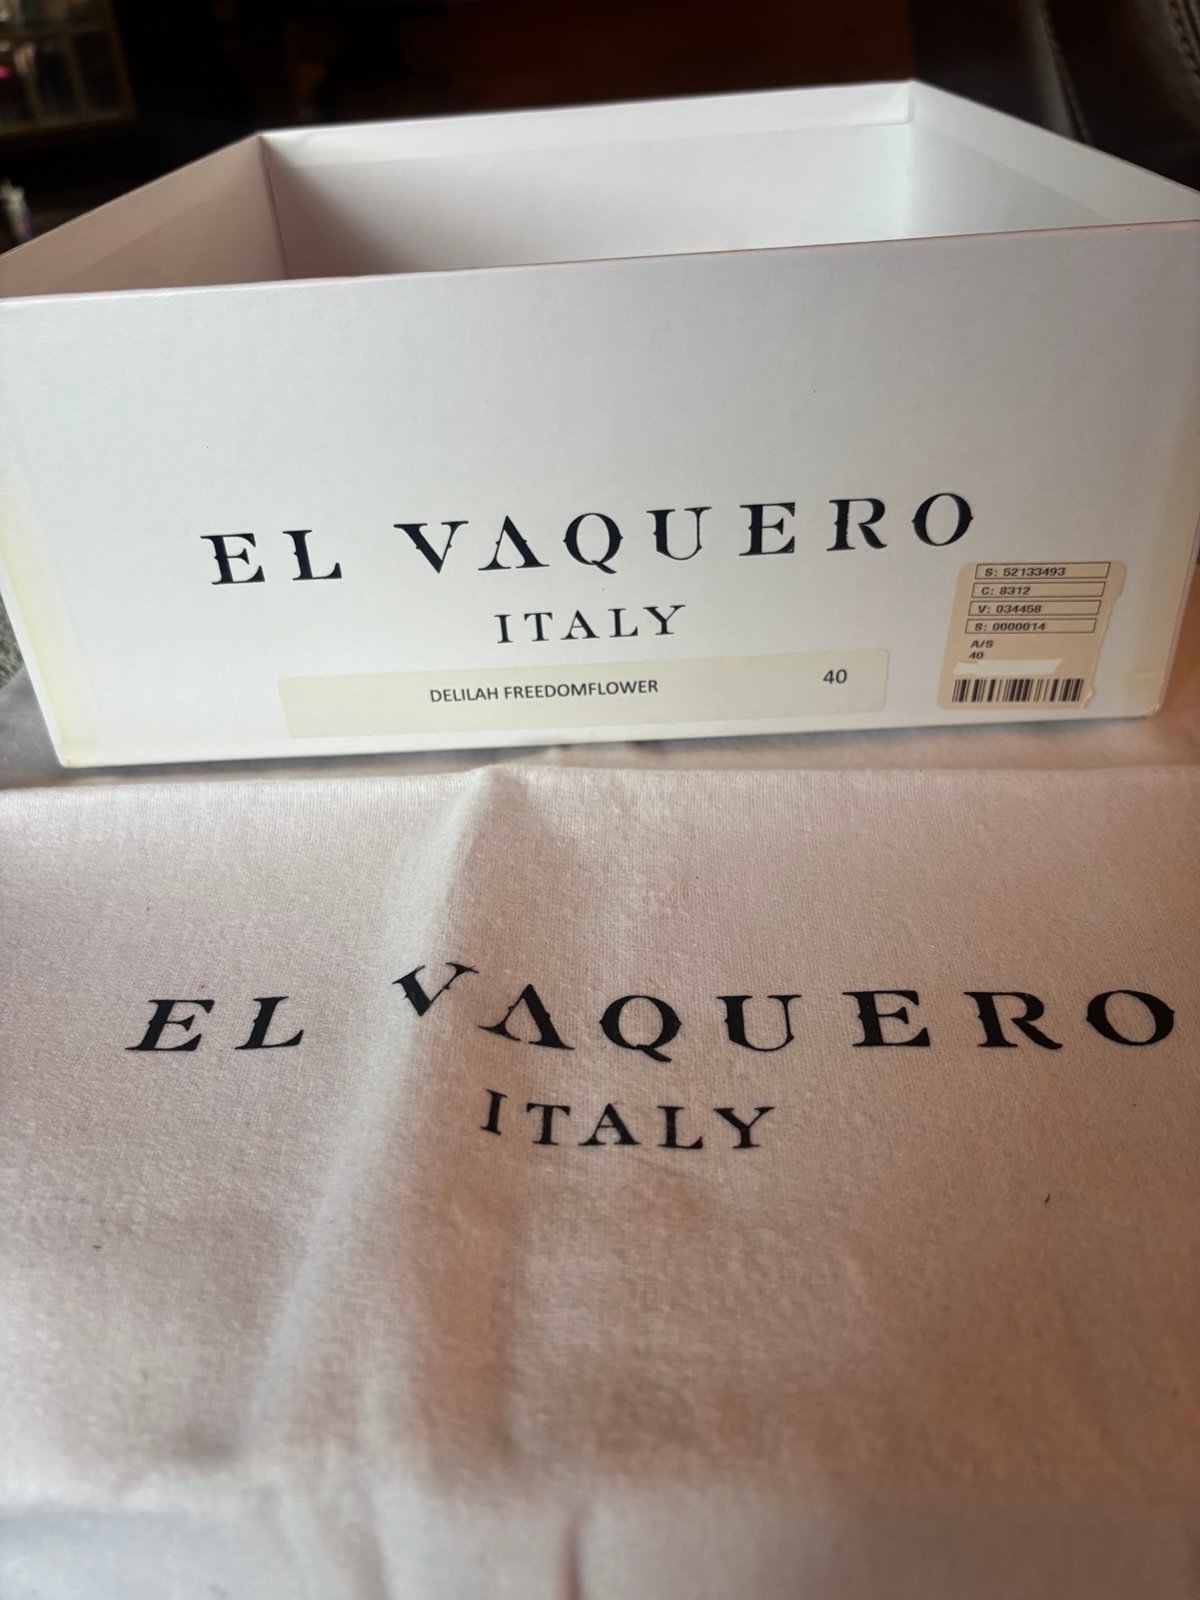 EL VAQUERO
ITALY
DELILAH FREEDOMFLOWER 40
S: 52133493
C: 8312
V: 034458
S: 0000014
A/S
40
EL VAQUERO
ITALY